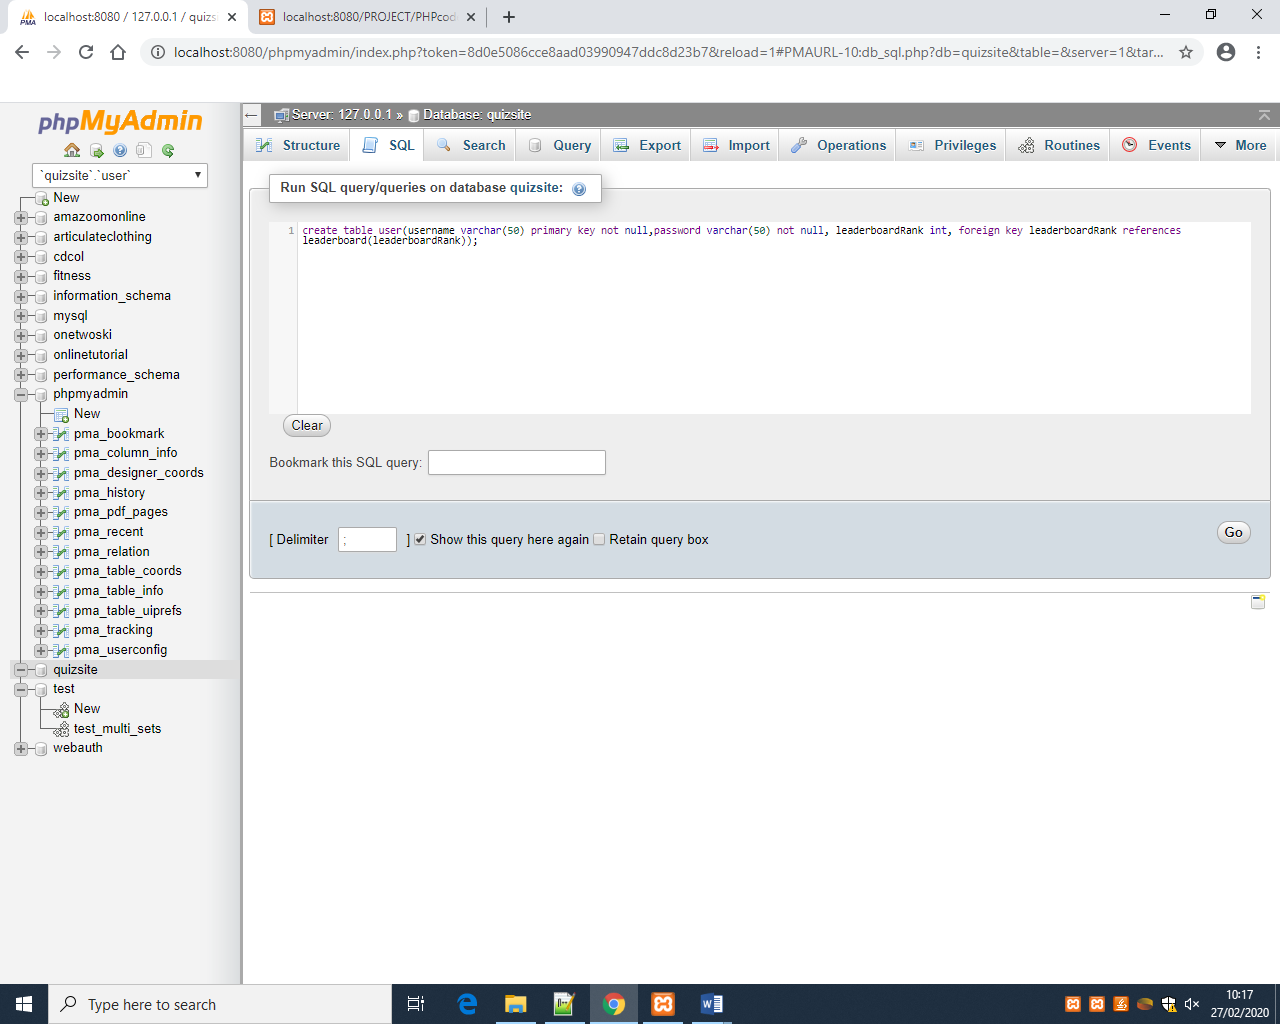 localhost:8080 / 127.0.0.1 / quizs
localhost:8080/PROJECT/PHPcod
localhost:8080/phpmyadmin/index.php?token=8d0e5086cce8aad03990947ddc8d23b7&reload=1#PMAURL-10:db_sql.php?db=quizsite&table=&server=1&tar...
phpMyAdmin
`quizsite`.`user`
New
amazoomonline
articulateclothing
cdcol
fitness
information_schema
mysql
onetwoski
onlinetutorial
performance_schema
phpmyadmin
New
pma_bookmark
pma_column_info
pma_designer_coords
pma_history
pma_pdf_pages
pma_recent
pma_relation
pma_table_coords
pma_table_info
pma_table_uiprefs
pma_tracking
pma_userconfig
quizsite
test
New
test_multi_sets
webauth
Server: 127.0.0.1 » Database: quizsite
Structure SQL Search Query Export Import Operations Privileges Routines Events More
Run SQL query/queries on database quizsite:
1 create table user(username varchar(50) primary key not null,password varchar(50) not null, leaderboardRank int, foreign key leaderboardRank references
leaderboard(leaderboardRank));
Clear
Bookmark this SQL query:
[ Delimiter ; ] Show this query here again Retain query box
Go
Type here to search
10:17
27/02/2020